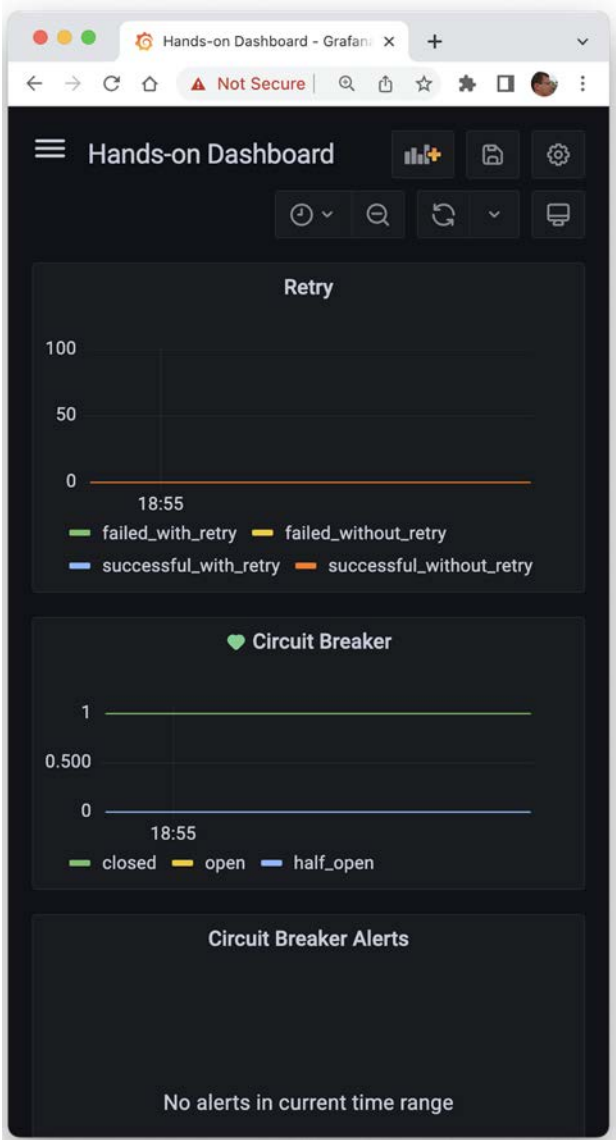 Hands-on Dashboard - Grafan
Not Secure
Hands-on Dashboard
Retry
100
50
0
18:55
failed_with_retry failed_without_retry
successful_with_retry successful_without_retry
Circuit Breaker
1
0.500
0
18:55
closed open half_open
Circuit Breaker Alerts
No alerts in current time range